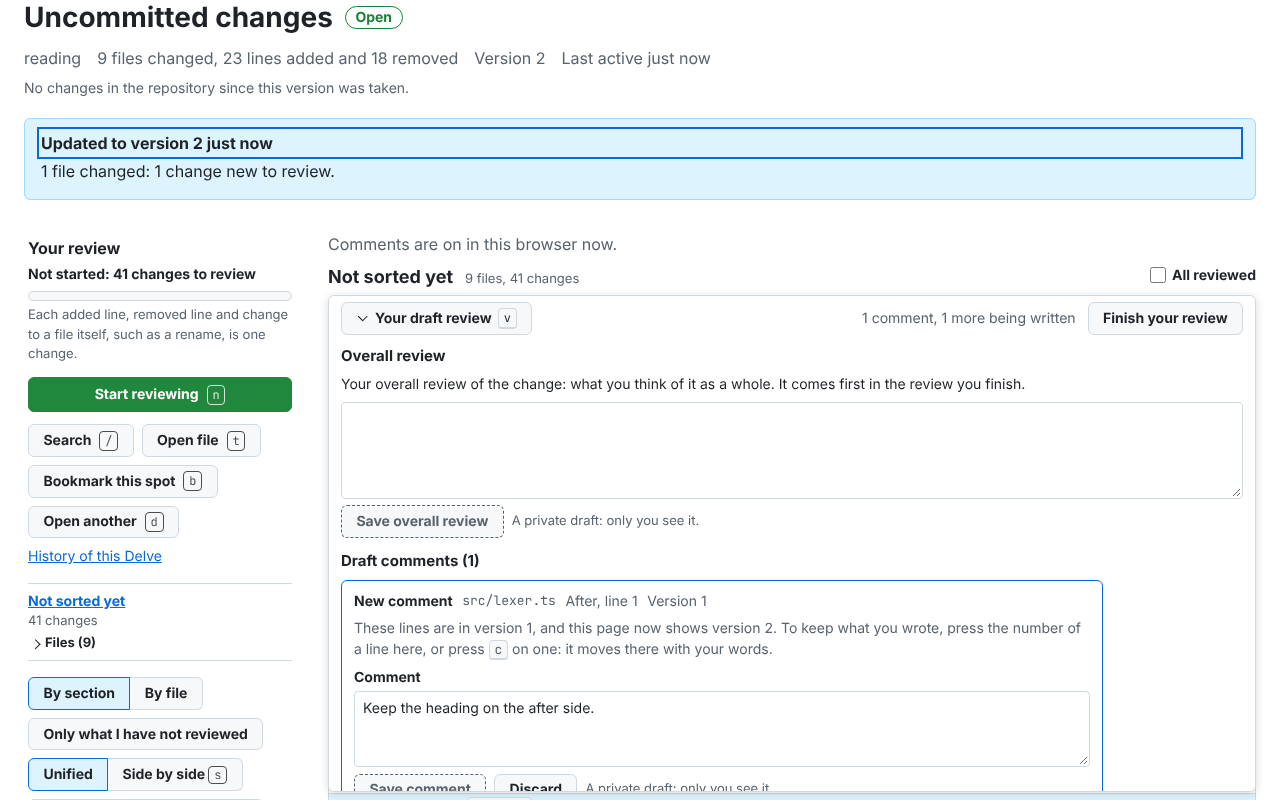 Uncommitted changes Open
reading 9 files changed, 23 lines added and 18 removed Version 2 Last active just now
No changes in the repository since this version was taken.
Updated to version 2 just now
1 file changed: 1 change new to review.
Your review
Not started: 41 changes to review
Each added line, removed line and change
to a file itself, such as a rename, is one
change.
Start reviewing n
Search / Open file t
Bookmark this spot b
Open another d
History of this Delve
Not sorted yet
41 changes
Files (9)
By section By file
Only what I have not reviewed
Unified Side by side s
Comments are on in this browser now.
Not sorted yet 9 files, 41 changes All reviewed
Your draft review v 1 comment, 1 more being written Finish your review
Overall review
Your overall review of the change: what you think of it as a whole. It comes first in the review you finish.
Save overall review A private draft: only you see it.
Draft comments (1)
New comment src/lexer.ts After, line 1 Version 1
These lines are in version 1, and this page now shows version 2. To keep what you wrote, press the number of
a line here, or press c on one: it moves there with your words.
Comment
Keep the heading on the after side.
Save comment Discard A private draft: only you see it.